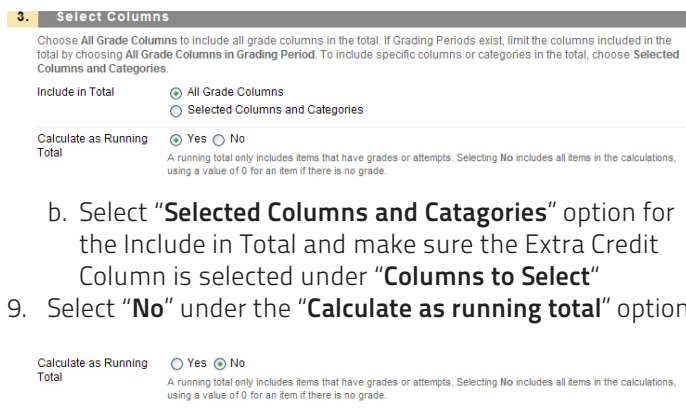 3. Select Columns
Choose All Grade Columns to include all grade columns in the total. If Grading Periods exist, limit the columns included in the
total by choosing All Grade Columns in Grading Period. To include specific columns or categories in the total, choose Selected
Columns and Categories.
Include in Total All Grade Columns
Selected Columns and Categories
Calculate as Running Total Yes No
A running total only includes items that have grades or attempts. Selecting No includes all items in the calculations,
using a value of 0 for an item if there is no grade.
b. Select “Selected Columns and Catagories” option for
the Include in Total and make sure the Extra Credit
Column is selected under “Columns to Select“
9. Select “No” under the “Calculate as running total” option
Calculate as Running Total Yes No
A running total only includes items that have grades or attempts. Selecting No includes all items in the calculations,
using a value of 0 for an item if there is no grade.